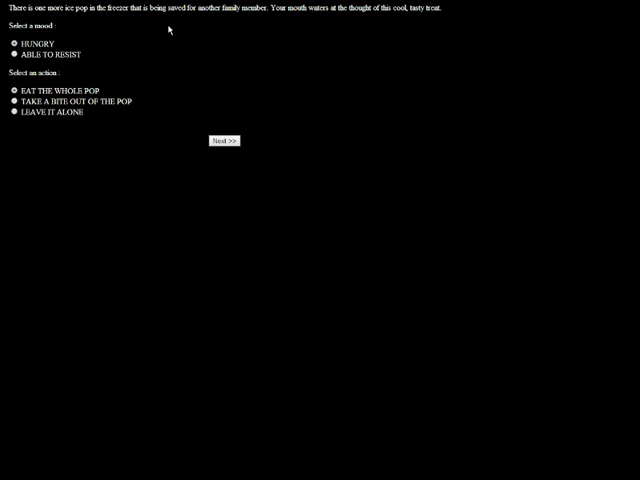 There is one more ice pop in the freezer that is being saved for another family member. Your mouth waters at the thought of this cool, tasty treat.
Select a mood :
HUNGRY
ABLE TO RESIST
Select an action :
EAT THE WHOLE POP
TAKE A BITE OUT OF THE POP
LEAVE IT ALONE
Next >>